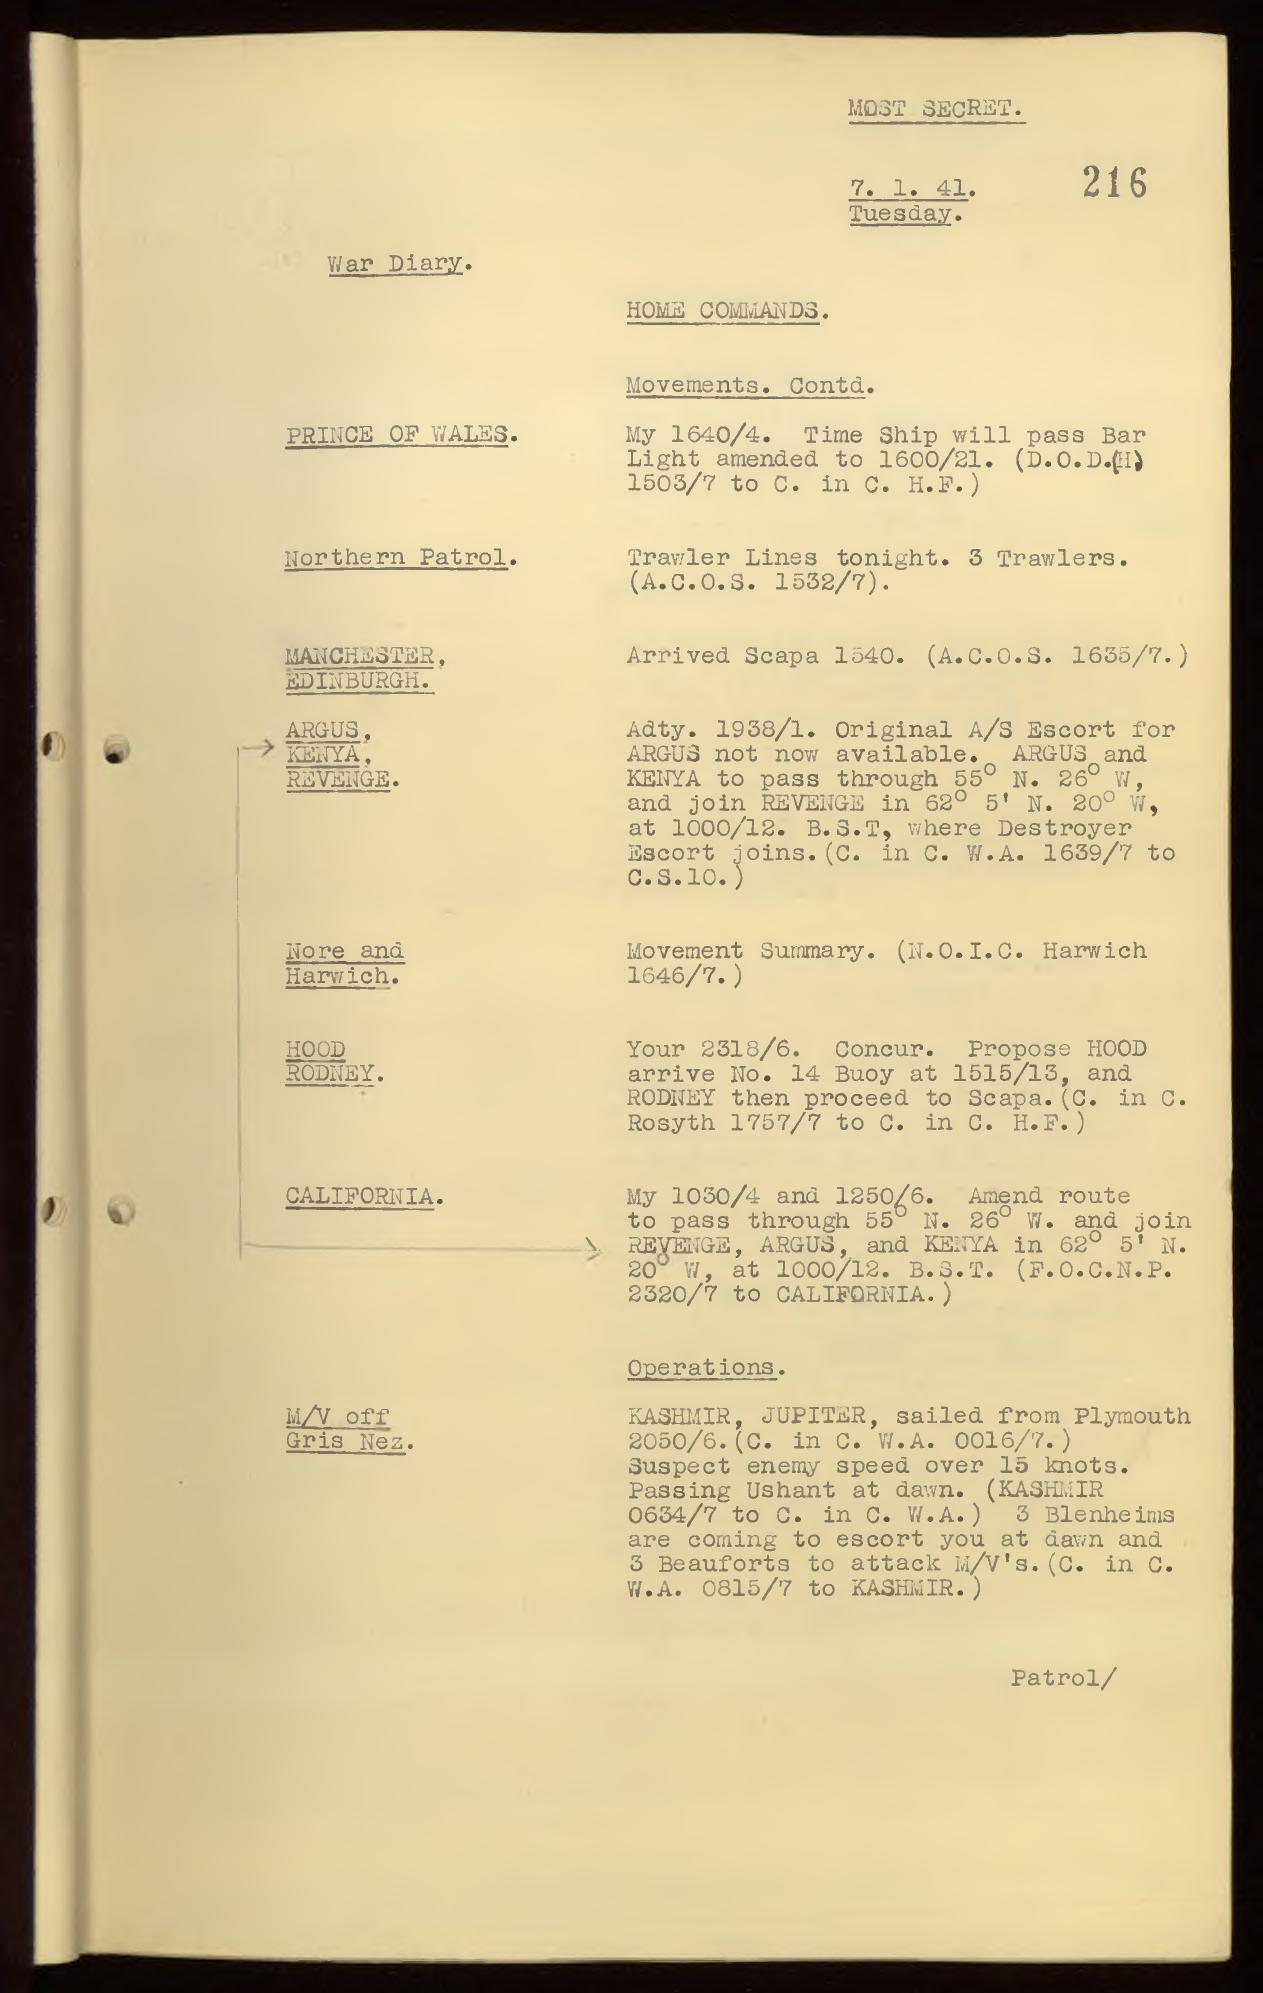 MOST SECRET.
7. 1. 41.
216
Tuesday.
War Diary.
HOME COMMANDS.
Movements. Contd.
PRINCE OF WALES.
My 1640/4. Time Ship will pass Bar
Light amended to 1600/21. (D.O.D.(H)
1503/7 to C. in C. H.F.)
Northern Patrol.
Trawler Lines tonight. 3 Trawlers.
(A.C.O.S. 1532/7).
MANCHESTER,
EDINBURGH.
Arrived Scapa 1540. (A.C.O.S. 1635/7.)
ARGUS,
KENYA,
REVENGE.
Adty. 1938/1. Original A/S Escort for
ARGUS not now available. ARGUS and
KENYA to pass through 55° N. 26° W,
and join REVENGE in 62° 5' N. 20° W,
at 1000/12. B.S.T, where Destroyer
Escort joins.(C. in C. W.A. 1639/7 to
C.S.10.)
Nore and
Harwich.
Movement Summary. (N.O.I.C. Harwich
1646/7.)
HOOD
RODNEY.
Your 2318/6. Concur. Propose HOOD
arrive No. 14 Buoy at 1515/13, and
RODNEY then proceed to Scapa.(C. in C.
Rosyth 1757/7 to C. in C. H.F.)
CALIFORNIA.
My 1030/4 and 1250/6. Amend route
to pass through 55° N. 26° W. and join
REVENGE, ARGUS, and KENYA in 62° 5' N.
20° W, at 1000/12. B.S.T. (F.O.C.N.P.
2320/7 to CALIFORNIA.)
Operations.
M/V off
Gris Nez.
KASHMIR, JUPITER, sailed from Plymouth
2050/6.(C. in C. W.A. 0016/7.)
Suspect enemy speed over 15 knots.
Passing Ushant at dawn. (KASHMIR
0634/7 to C. in C. W.A.) 3 Blenheims
are coming to escort you at dawn and
3 Beauforts to attack M/V's.(C. in C.
W.A. 0815/7 to KASHMIR.)
Patrol/